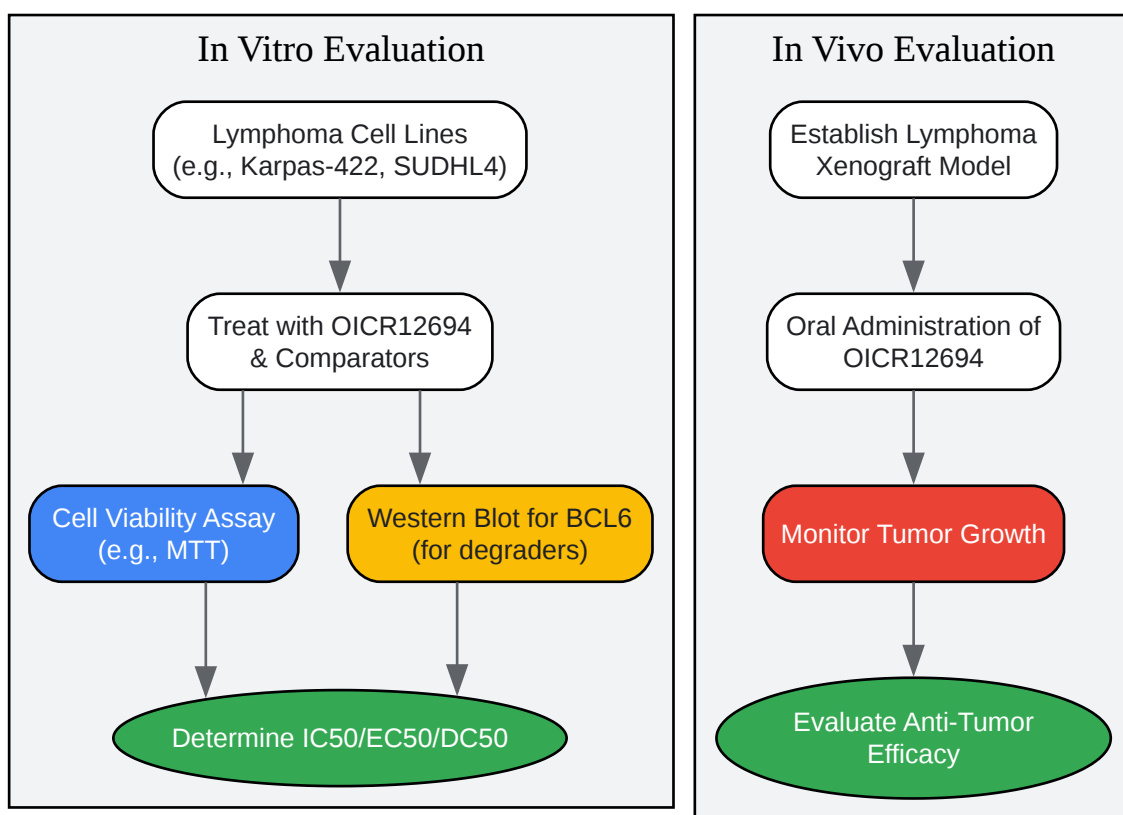 In Vitro Evaluation
Lymphoma Cell Lines
(e.g., Karpas-422, SUDHL4)
Treat with OICR12694
& Comparators
Cell Viability Assay
(e.g., MTT)
Western Blot for BCL6
(for degraders)
Determine IC50/EC50/DC50
In Vivo Evaluation
Establish Lymphoma
Xenograft Model
Oral Administration of
OICR12694
Monitor Tumor Growth
Evaluate Anti-Tumor
Efficacy